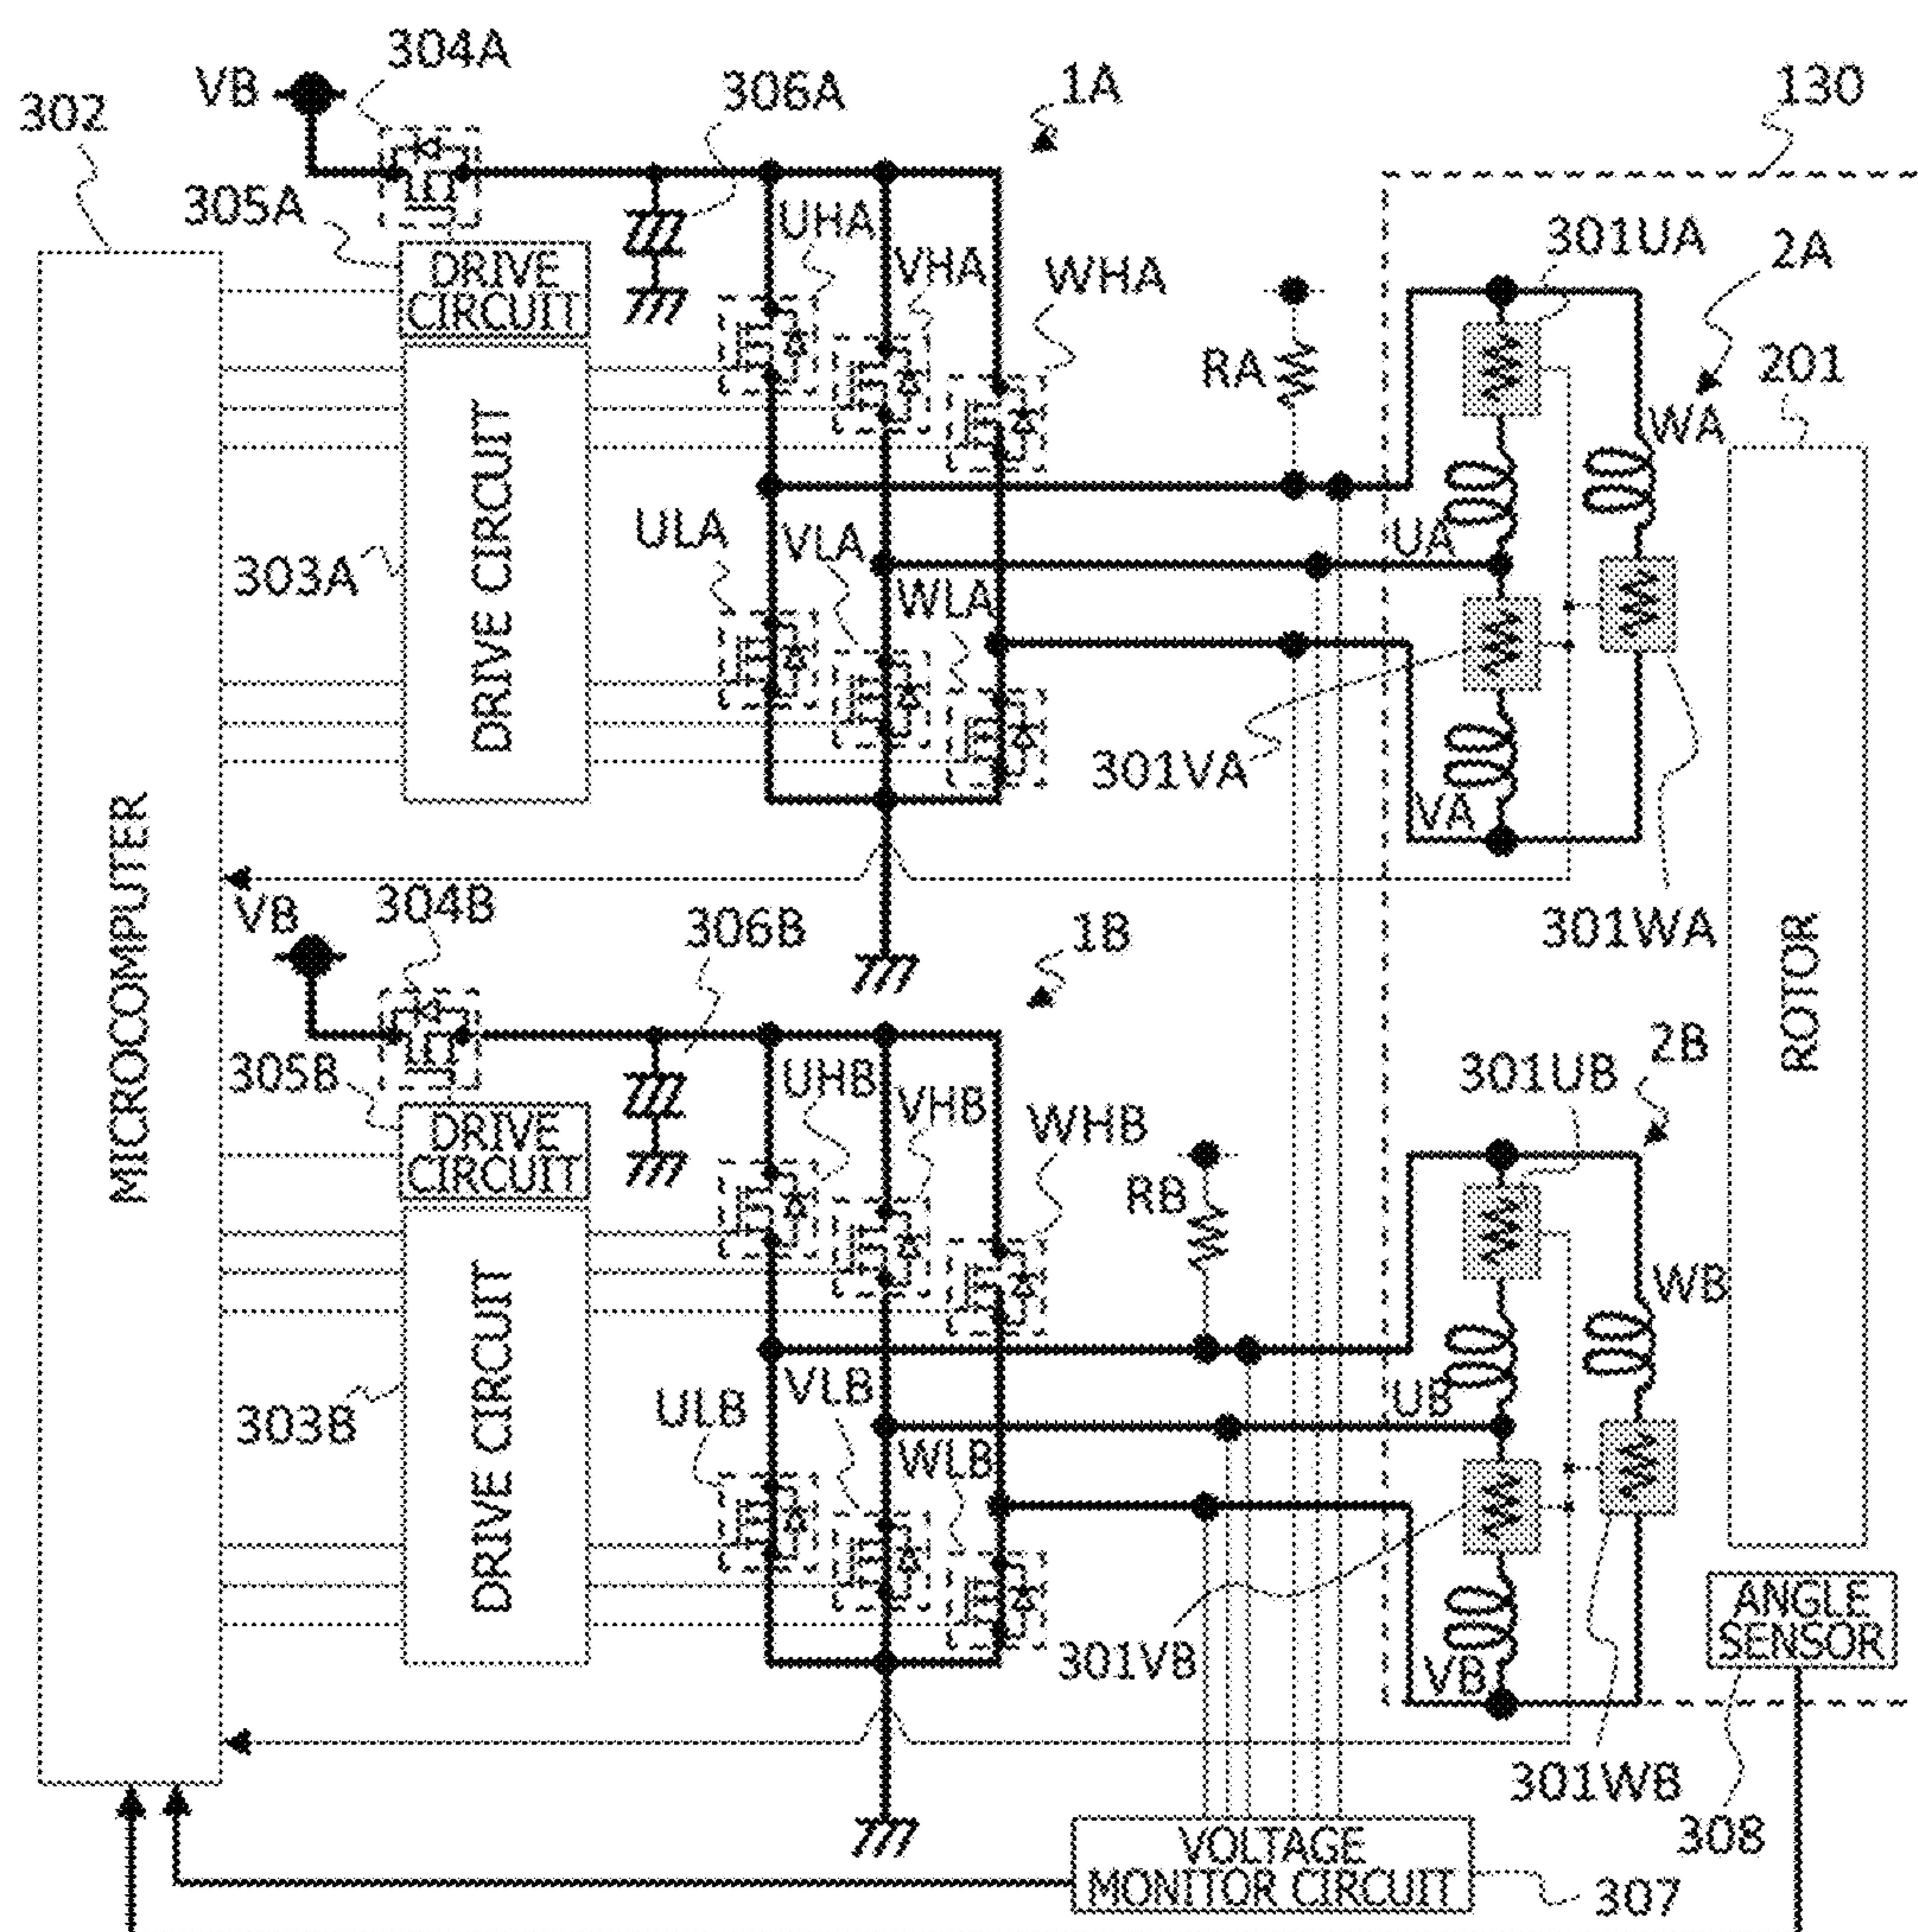 304A
VB
306A
1A
130
302
305A
UHA
301UA
2A
VHA
WHA
DRIVE
CIRCUIT
RA
201
WA
DRIVE CIRCUIT
ULA
VLA
UA
303A
WLA
301VA
VA
MICROCOMPUTER
304B
VB
306B
1B
301WA
ROTOR
305B
UHB
301UB
2B
VHB
WHB
DRIVE
CIRCUIT
RB
WB
DRIVE CIRCUIT
ULB
VLB
UB
303B
WLB
ANGLE
SENSOR
301VB
VB
301WB
308
VOLTAGE
MONITOR CIRCUIT
307